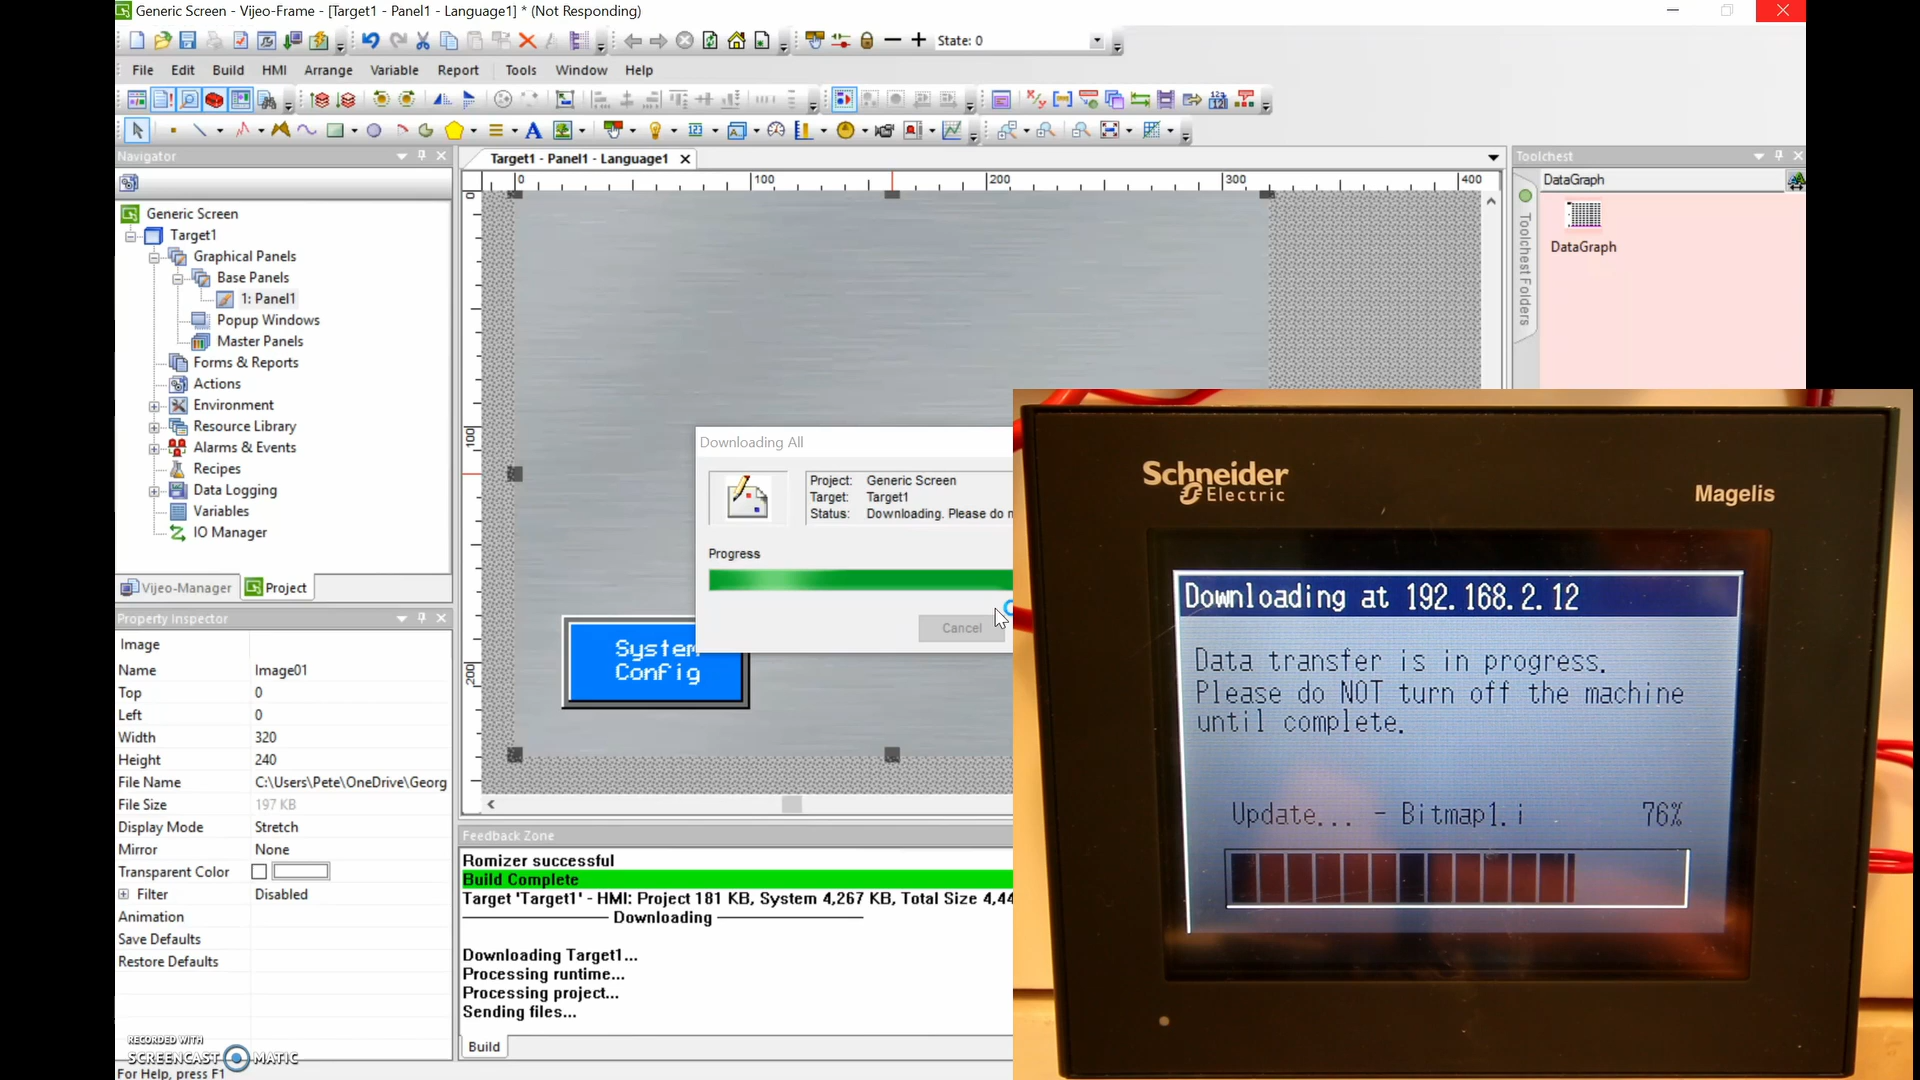 Generic Screen - Vijeo-Frame - [Target1 - Panel1 - Language1] * (Not Responding)
State: 0
File Edit Build HMI Arrange Variable Report Tools Window Help
Navigator
Target1 - Panel1 - Language1
Toolchest
0 100 200 300 400
DataGraph
Generic Screen
Target1
Graphical Panels
Base Panels
1: Panel1
Popup Windows
Master Panels
Forms & Reports
Actions
Environment
Resource Library
Alarms & Events
Recipes
Data Logging
Variables
IO Manager
Vijeo-Manager Project
0
100
200
Toolchest Folders
DataGraph
System
Config
Downloading All
Project: Generic Screen
Target: Target1
Status: Downloading. Please do n
Progress
Cancel
Property Inspector
Image
Name Image01
Top 0
Left 0
Width 320
Height 240
File Name C:\Users\Pete\OneDrive\Georg
File Size 197 KB
Display Mode Stretch
Mirror None
Transparent Color
Filter Disabled
Animation
Save Defaults
Restore Defaults
Feedback Zone
Romizer successful
Build Complete
Target 'Target1' - HMI: Project 181 KB, System 4,267 KB, Total Size 4,44
Downloading
Downloading Target1...
Processing runtime...
Processing project...
Sending files...
Build
RECORDED WITH
SCREENCAST MATIC
For Help, press F1
Schneider
Electric
Magelis
Downloading at 192.168.2.12
Data transfer is in progress.
Please do NOT turn off the machine
until complete.
Update... - Bitmap1.i 76%